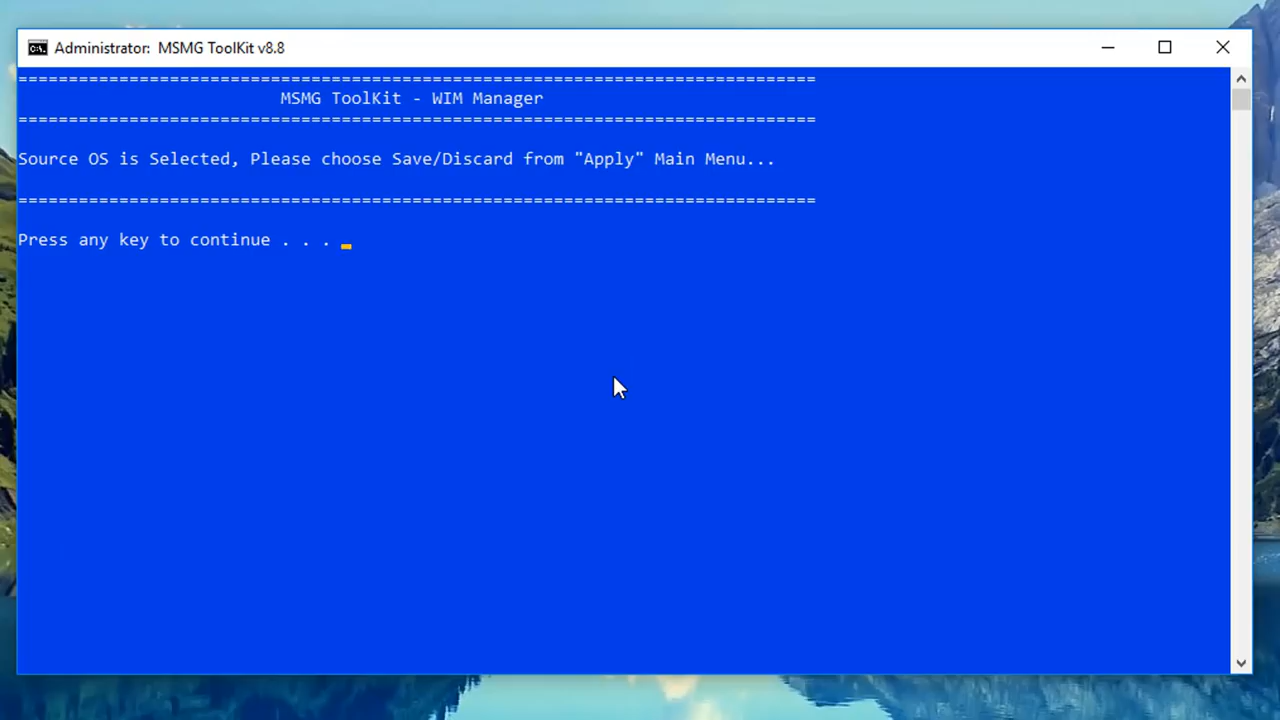 Administrator:  MSMG ToolKit v8.8
===============================================================================
MSMG ToolKit - WIM Manager
===============================================================================
Source OS is Selected, Please choose Save/Discard from "Apply" Main Menu...
===============================================================================
Press any key to continue . . .